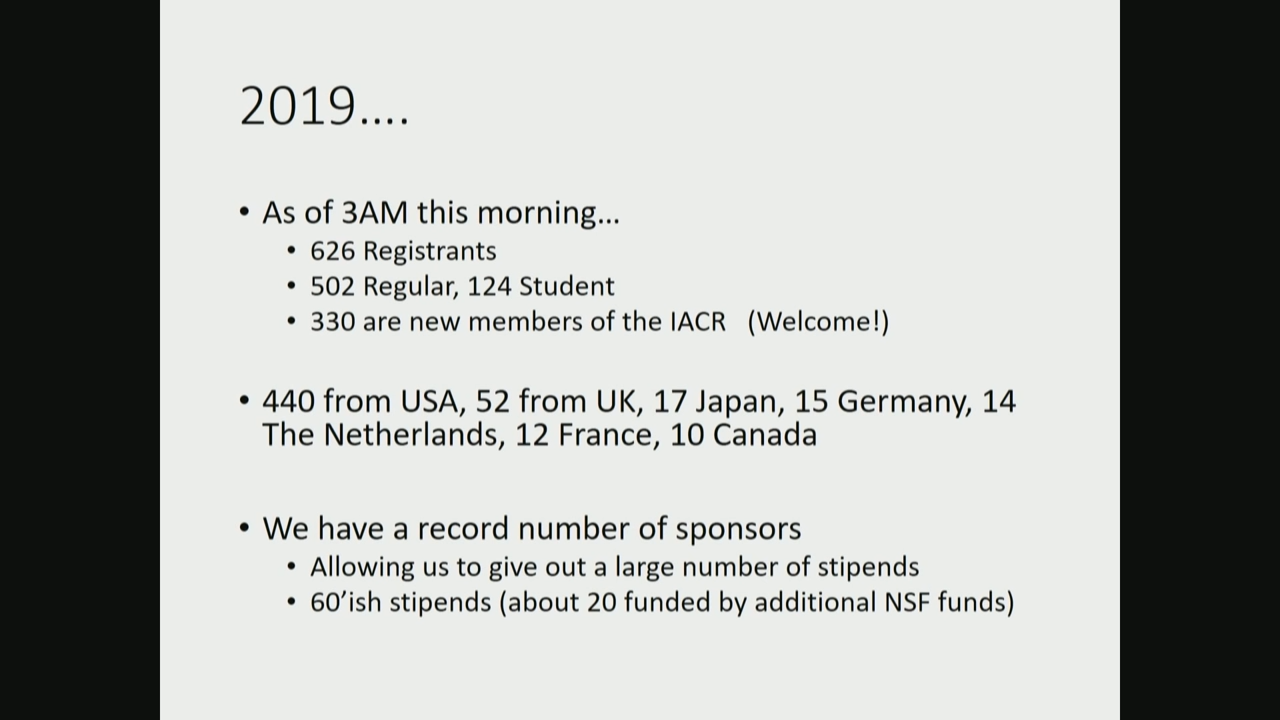 2019....
• As of 3AM this morning...
• 626 Registrants
• 502 Regular, 124 Student
• 330 are new members of the IACR (Welcome!)
• 440 from USA, 52 from UK, 17 Japan, 15 Germany, 14
The Netherlands, 12 France, 10 Canada
• We have a record number of sponsors
• Allowing us to give out a large number of stipends
• 60’ish stipends (about 20 funded by additional NSF funds)